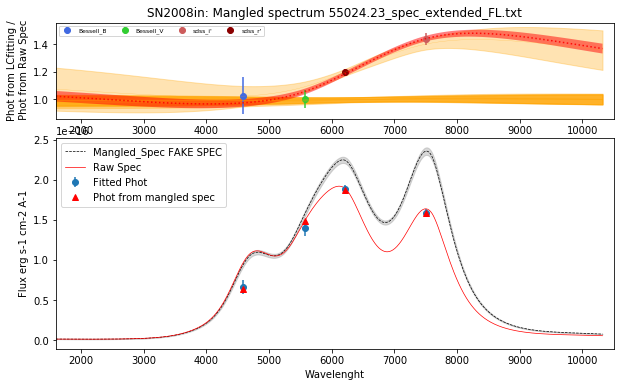 SN2008in: Mangled spectrum 55024.23_spec_extended_FL.txt
Phot from LCfitting /
Phot from Raw Spec
1.4
1.2
1.0
Bessell_B
Bessell_V
sdss_i'
sdss_r'
2000 3000 4000 5000 6000 7000 8000 9000 10000
1e−16
Flux erg s-1 cm-2 A-1
2.5
2.0
1.5
1.0
0.5
0.0
Mangled_Spec FAKE SPEC
Raw Spec
Fitted Phot
Phot from mangled spec
2000 3000 4000 5000 6000 7000 8000 9000 10000
Wavelenght